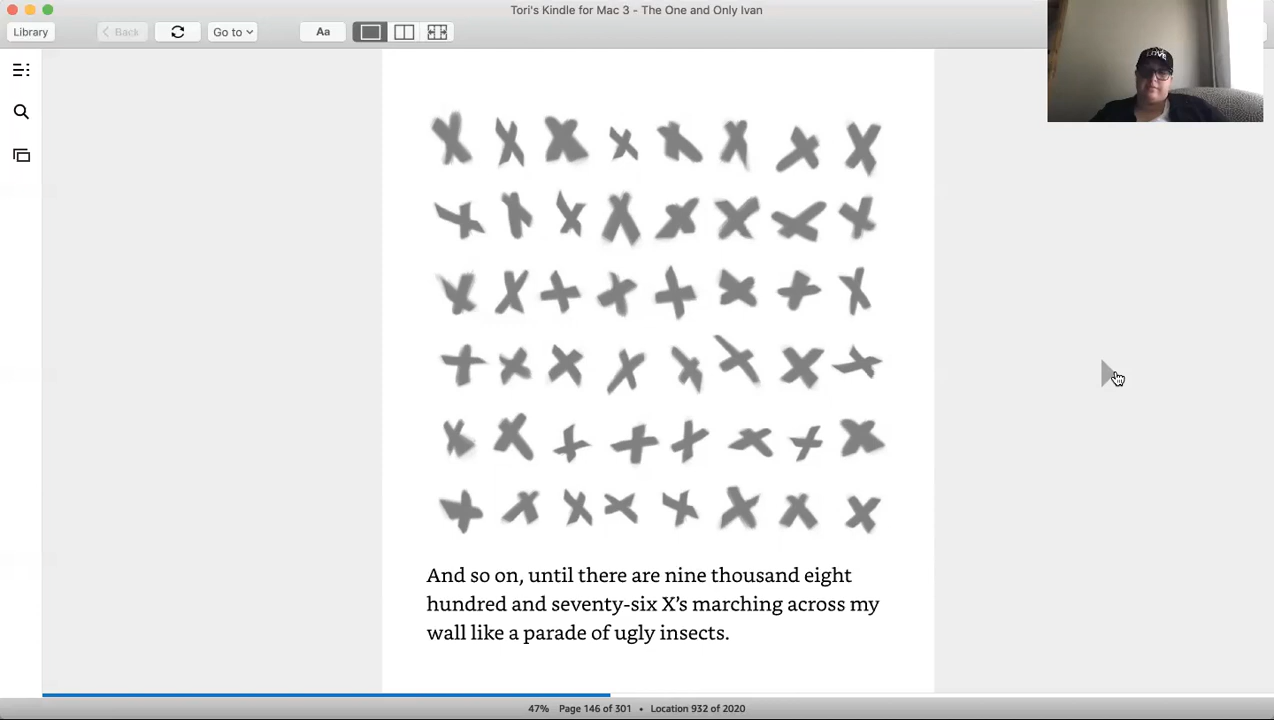 Tori's Kindle for Mac 3 - The One and Only Ivan
Library
Back
Go to
Aa
LOVE
And so on, until there are nine thousand eight
hundred and seventy-six X's marching across my
wall like a parade of ugly insects.
47% Page 146 of 301 • Location 932 of 2020